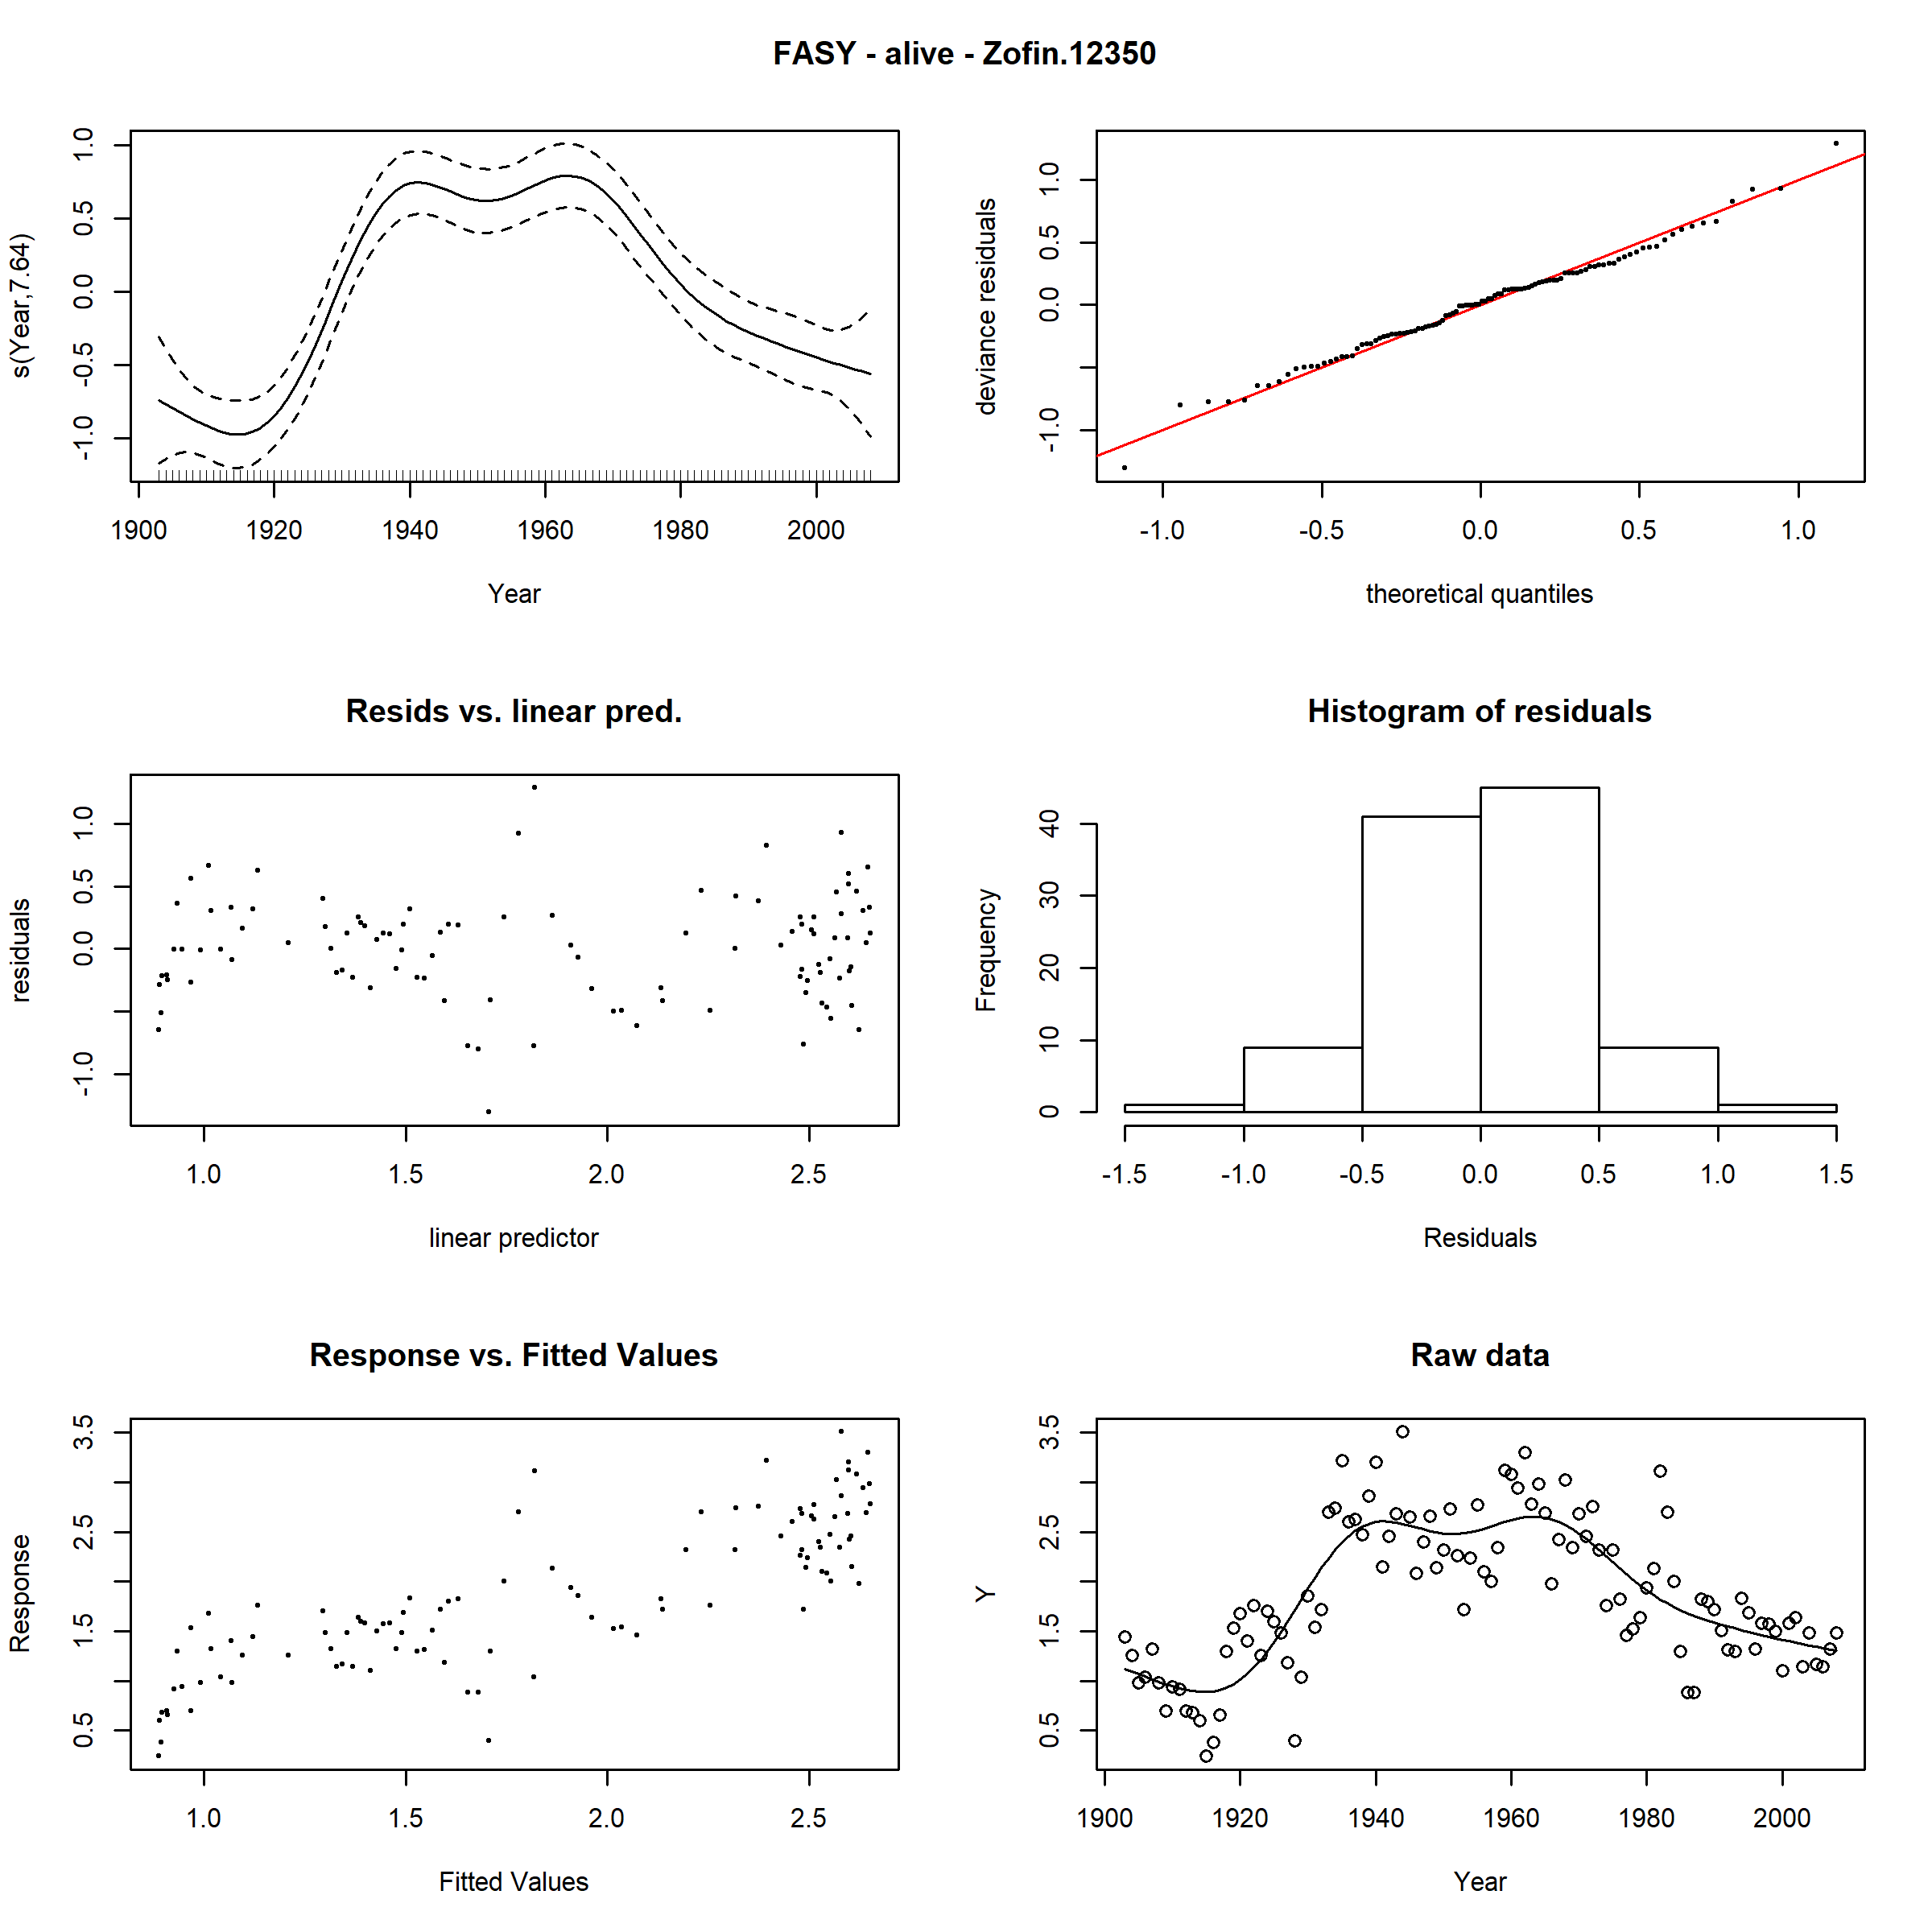 FASY - alive - Zofin.12350
s(Year,7.64)
1.0
0.5
0.0
-0.5
-1.0
1900 1920 1940 1960 1980 2000
Year
deviance residuals
1.0
0.5
0.0
-1.0
-1.0 -0.5 0.0 0.5 1.0
theoretical quantiles
Resids vs. linear pred.
residuals
1.0
0.5
0.0
-1.0
1.0 1.5 2.0 2.5
linear predictor
Histogram of residuals
Frequency
40
30
20
10
0
-1.5 -1.0 -0.5 0.0 0.5 1.0 1.5
Residuals
Response vs. Fitted Values
Response
3.5
2.5
1.5
0.5
1.0 1.5 2.0 2.5
Fitted Values
Raw data
Y
3.5
2.5
1.5
0.5
1900 1920 1940 1960 1980 2000
Year